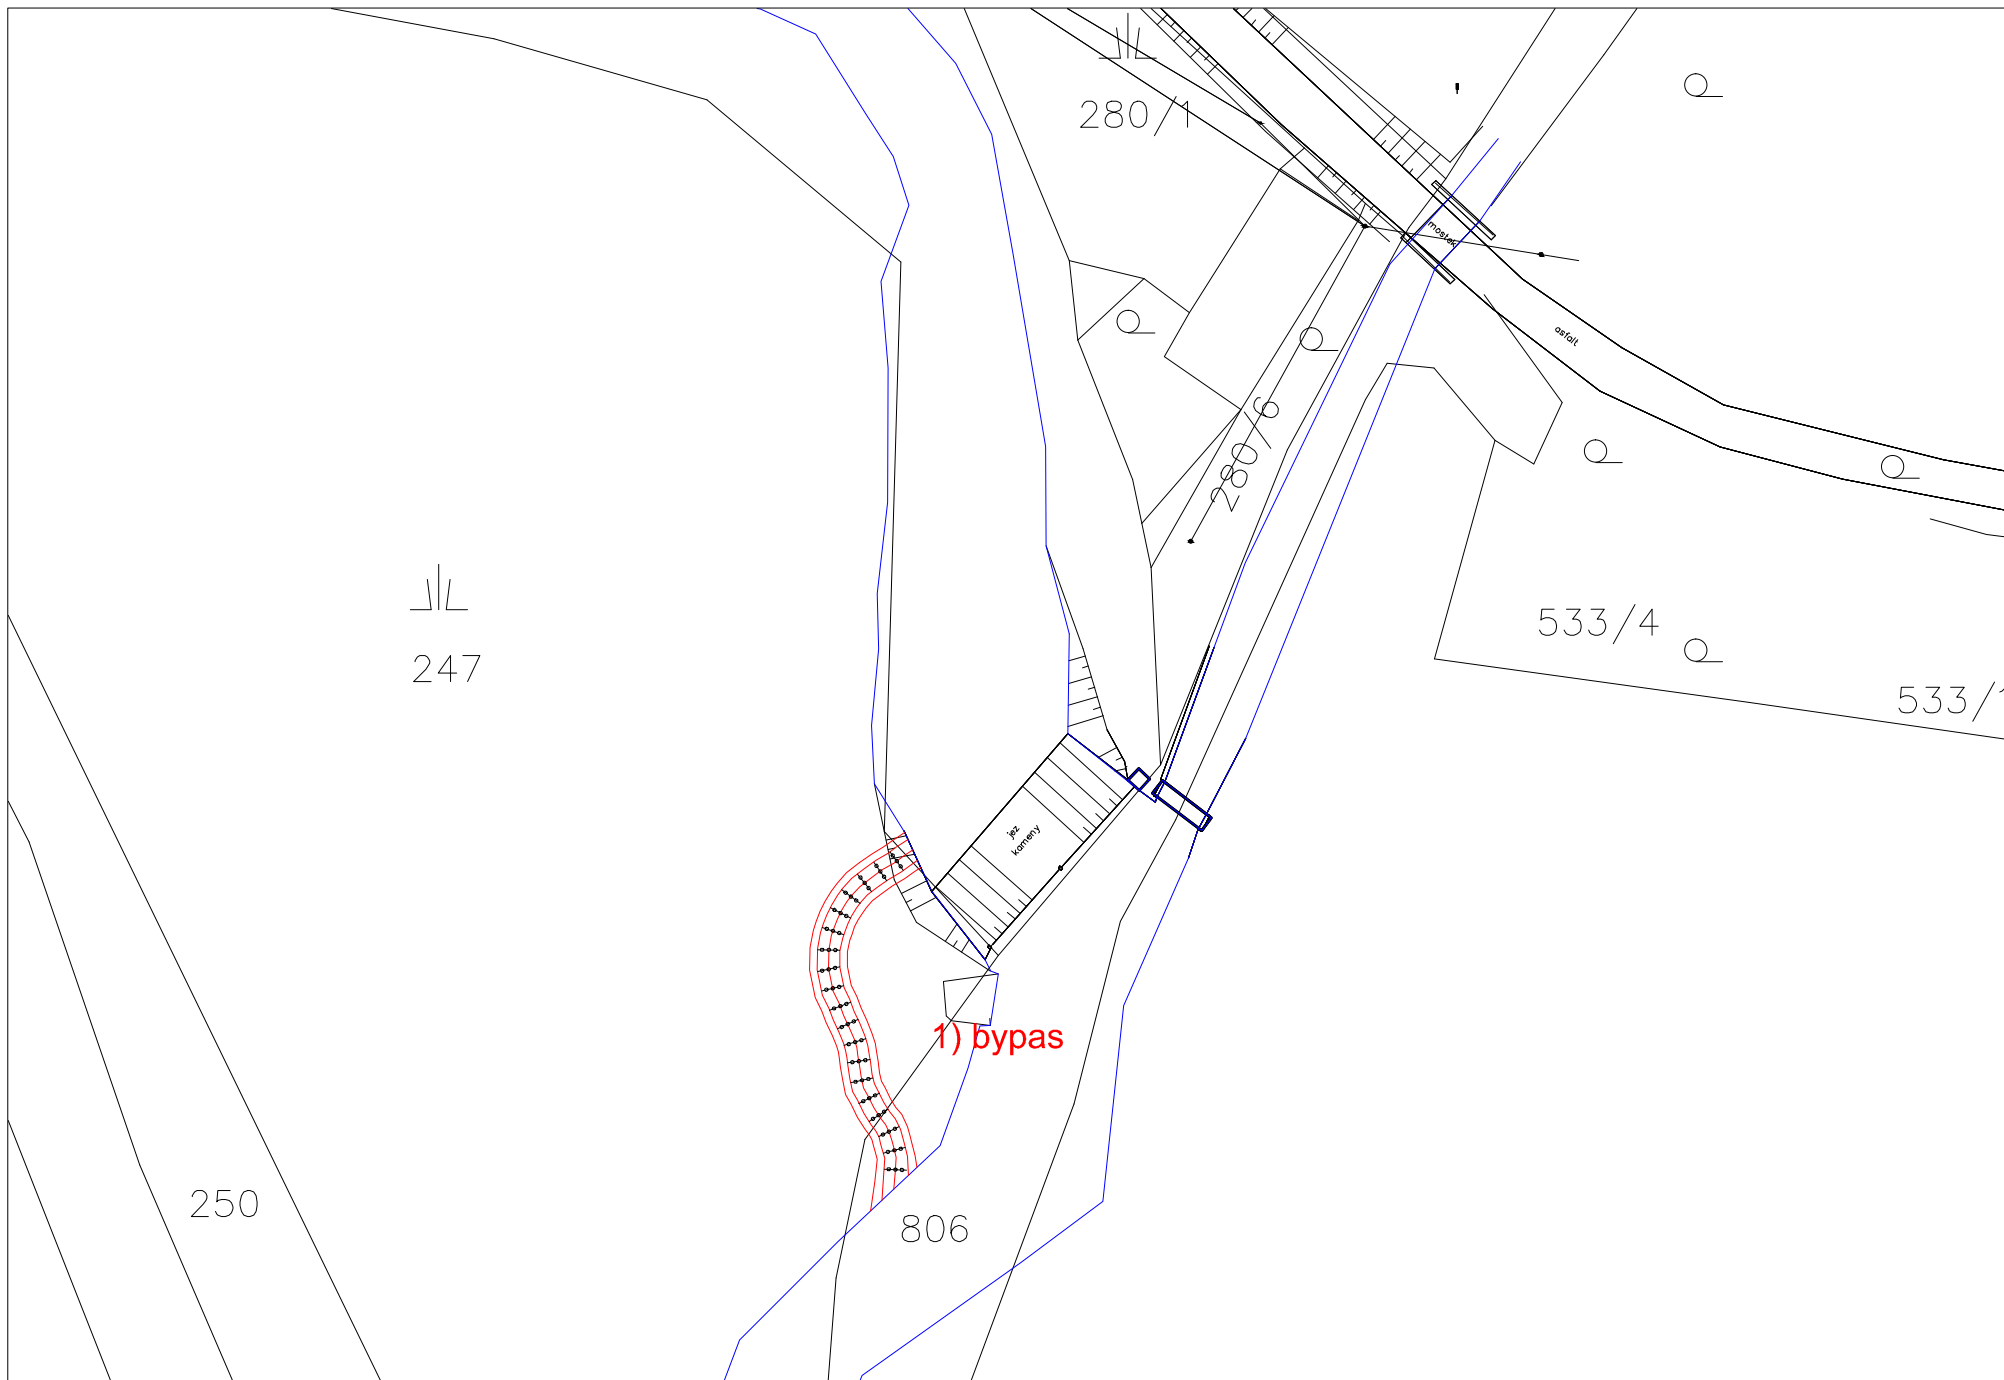 280/1
mostek
asfalt
280/6
533/4
247
533/1
jez
kameny
1) bypas
250
806